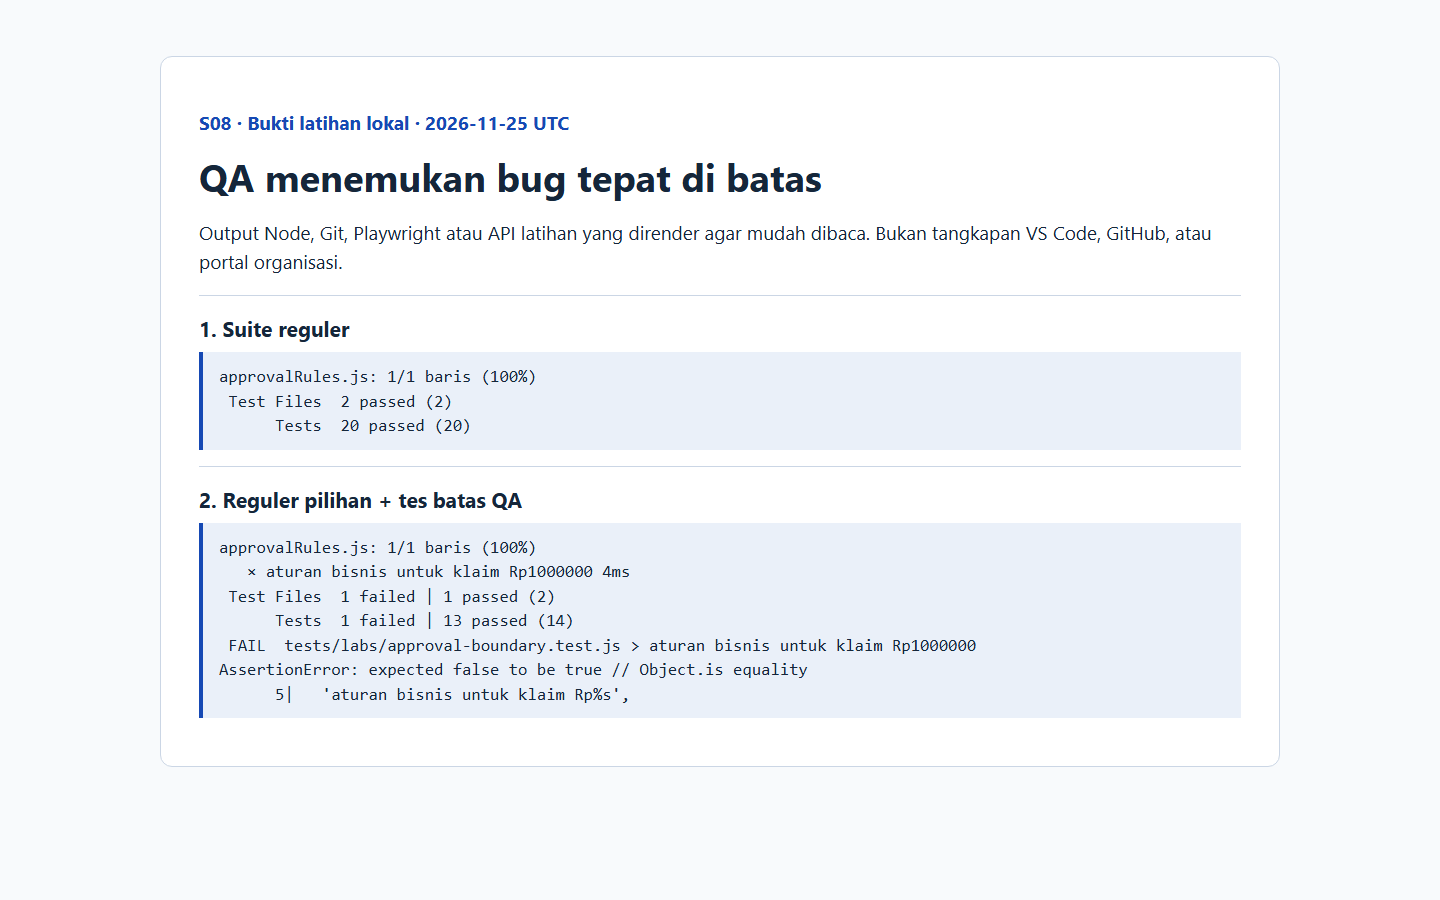 S08 · Bukti latihan lokal · 2026-11-25 UTC
QA menemukan bug tepat di batas
Output Node, Git, Playwright atau API latihan yang dirender agar mudah dibaca. Bukan tangkapan VS Code, GitHub, atau
portal organisasi.
1. Suite reguler
approvalRules.js: 1/1 baris (100%)
Test Files  2 passed (2)
Tests  20 passed (20)
2. Reguler pilihan + tes batas QA
approvalRules.js: 1/1 baris (100%)
× aturan bisnis untuk klaim Rp1000000 4ms
Test Files  1 failed | 1 passed (2)
Tests  1 failed | 13 passed (14)
FAIL  tests/labs/approval-boundary.test.js > aturan bisnis untuk klaim Rp1000000
AssertionError: expected false to be true // Object.is equality
5|   'aturan bisnis untuk klaim Rp%s',